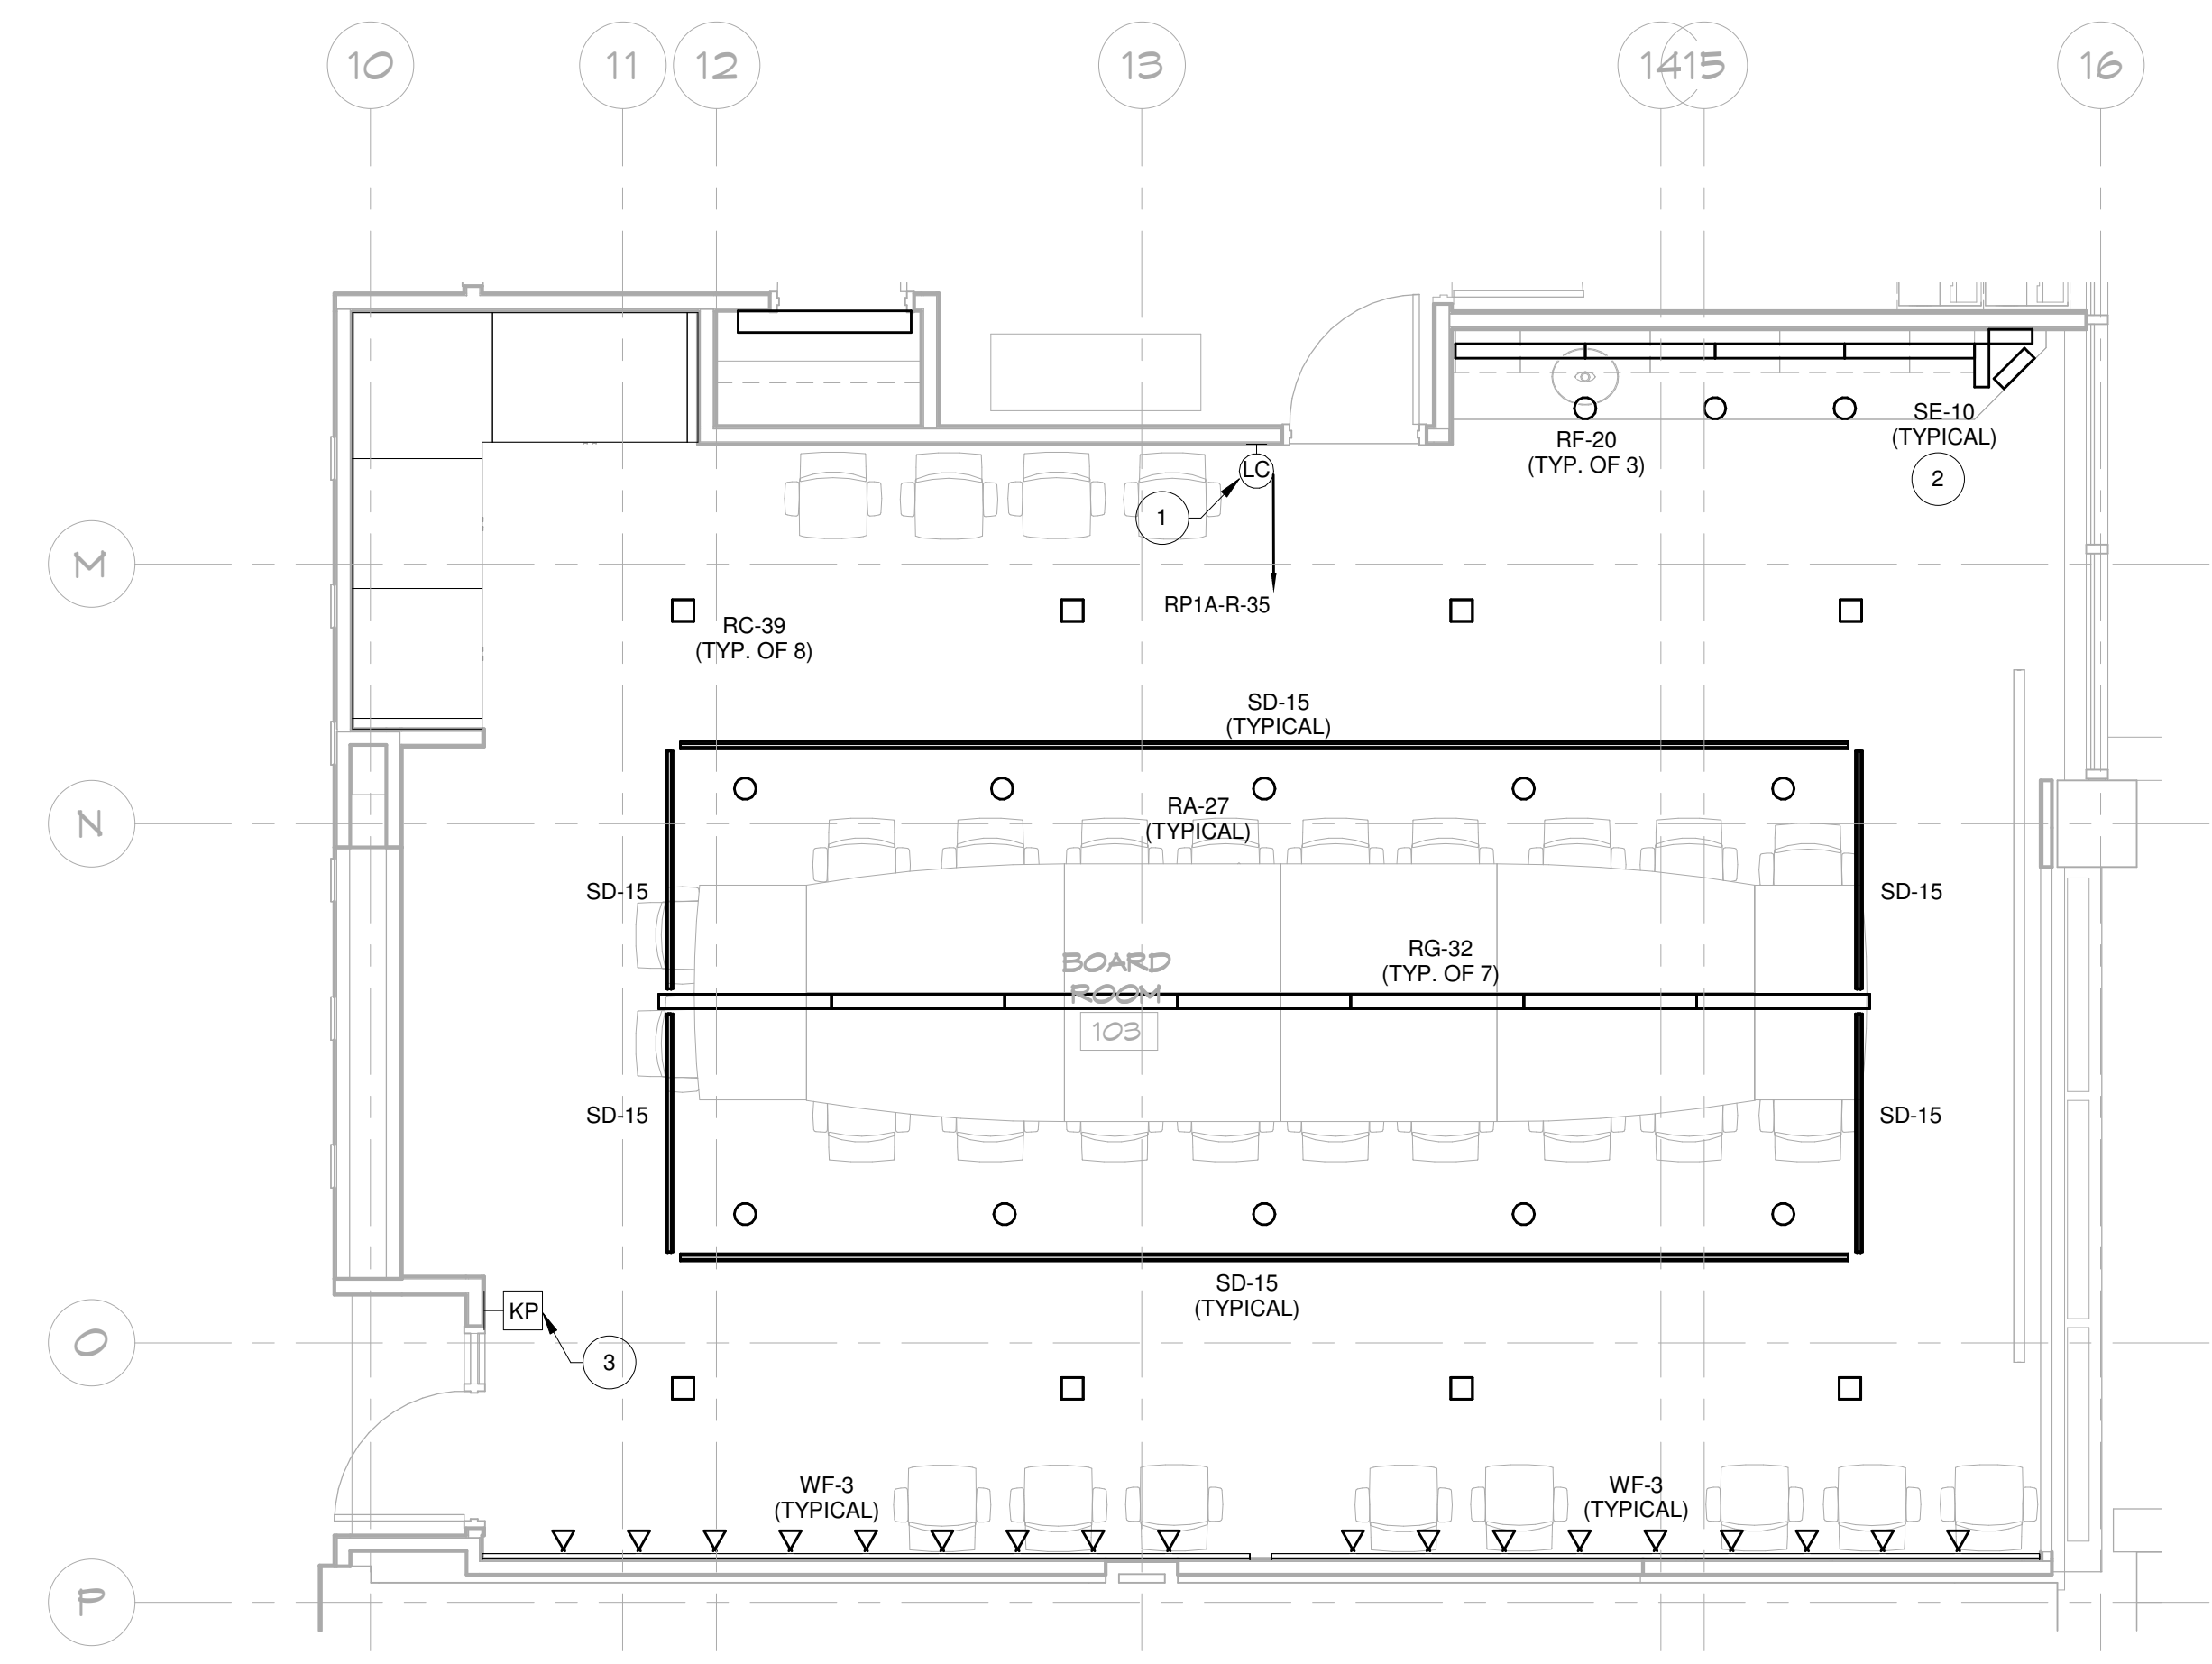 10
11
12
13
14
15
16
SE-10
(TYPICAL)
RF-20
(TYP. OF 3)
2
LC
1
M
RP1A-R-35
RC-39
(TYP. OF 8)
SD-15
(TYPICAL)
RA-27
(TYPICAL)
N
SD-15
SD-15
RG-32
(TYP. OF 7)
BOARD
ROOM
103
SD-15
SD-15
SD-15
(TYPICAL)
KP
3
O
WF-3
(TYPICAL)
WF-3
(TYPICAL)
P